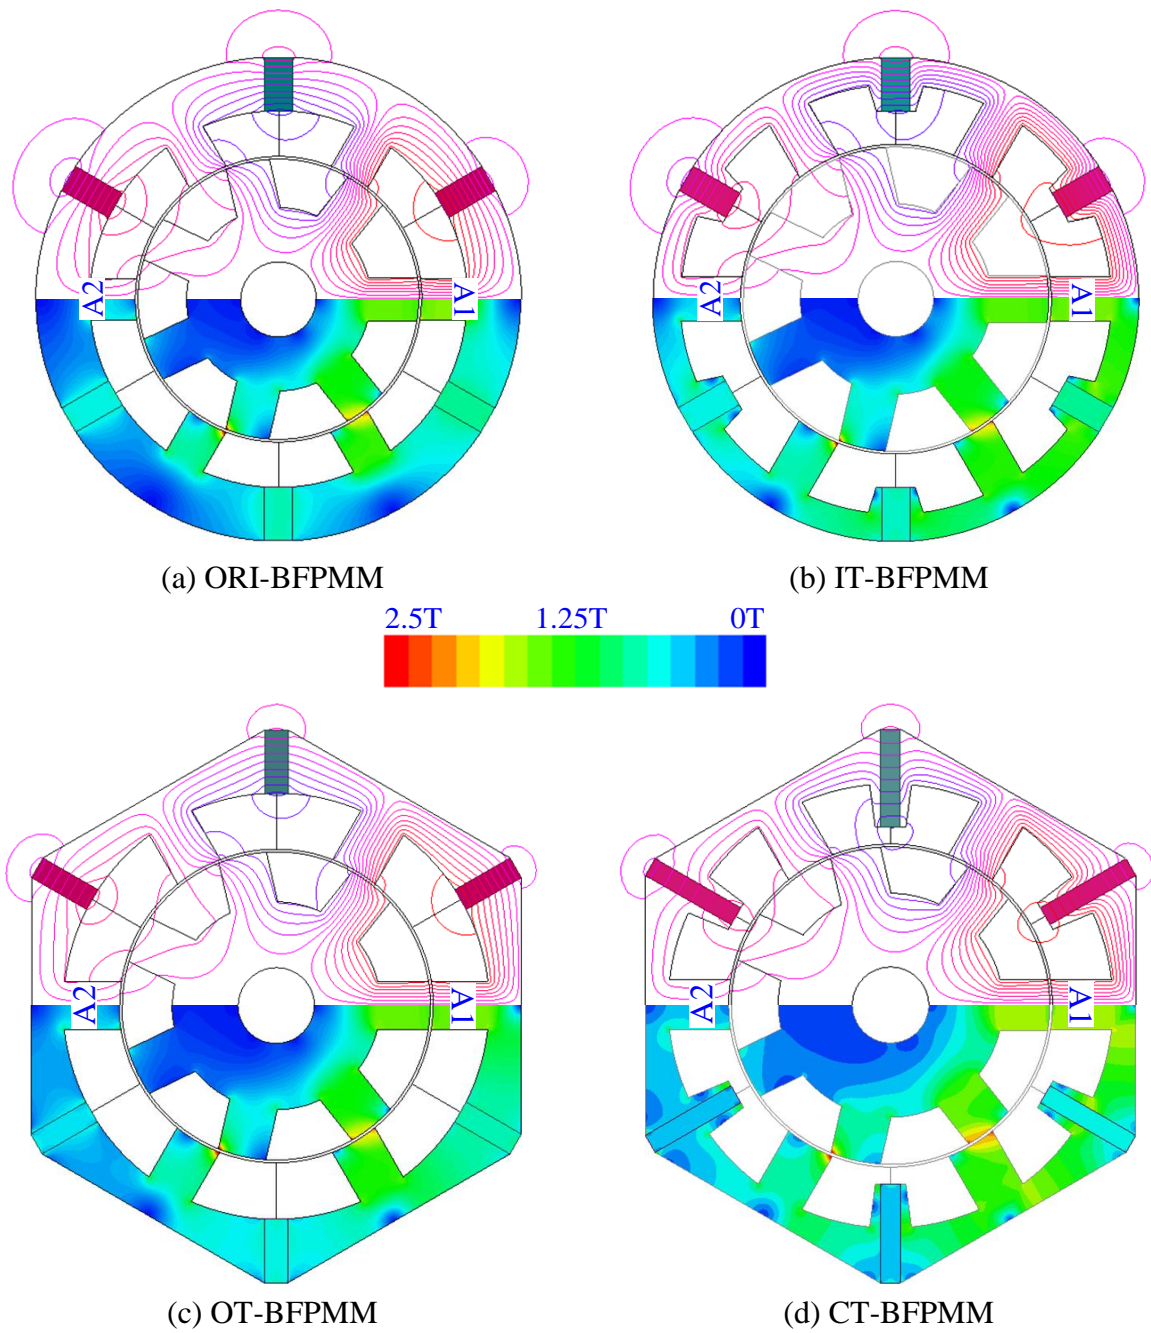 A2 A1 A2 A1
(a) ORI-BFPMM (b) IT-BFPMM
2.5T 1.25T 0T
A2 A1 A2 A1
(c) OT-BFPMM (d) CT-BFPMM